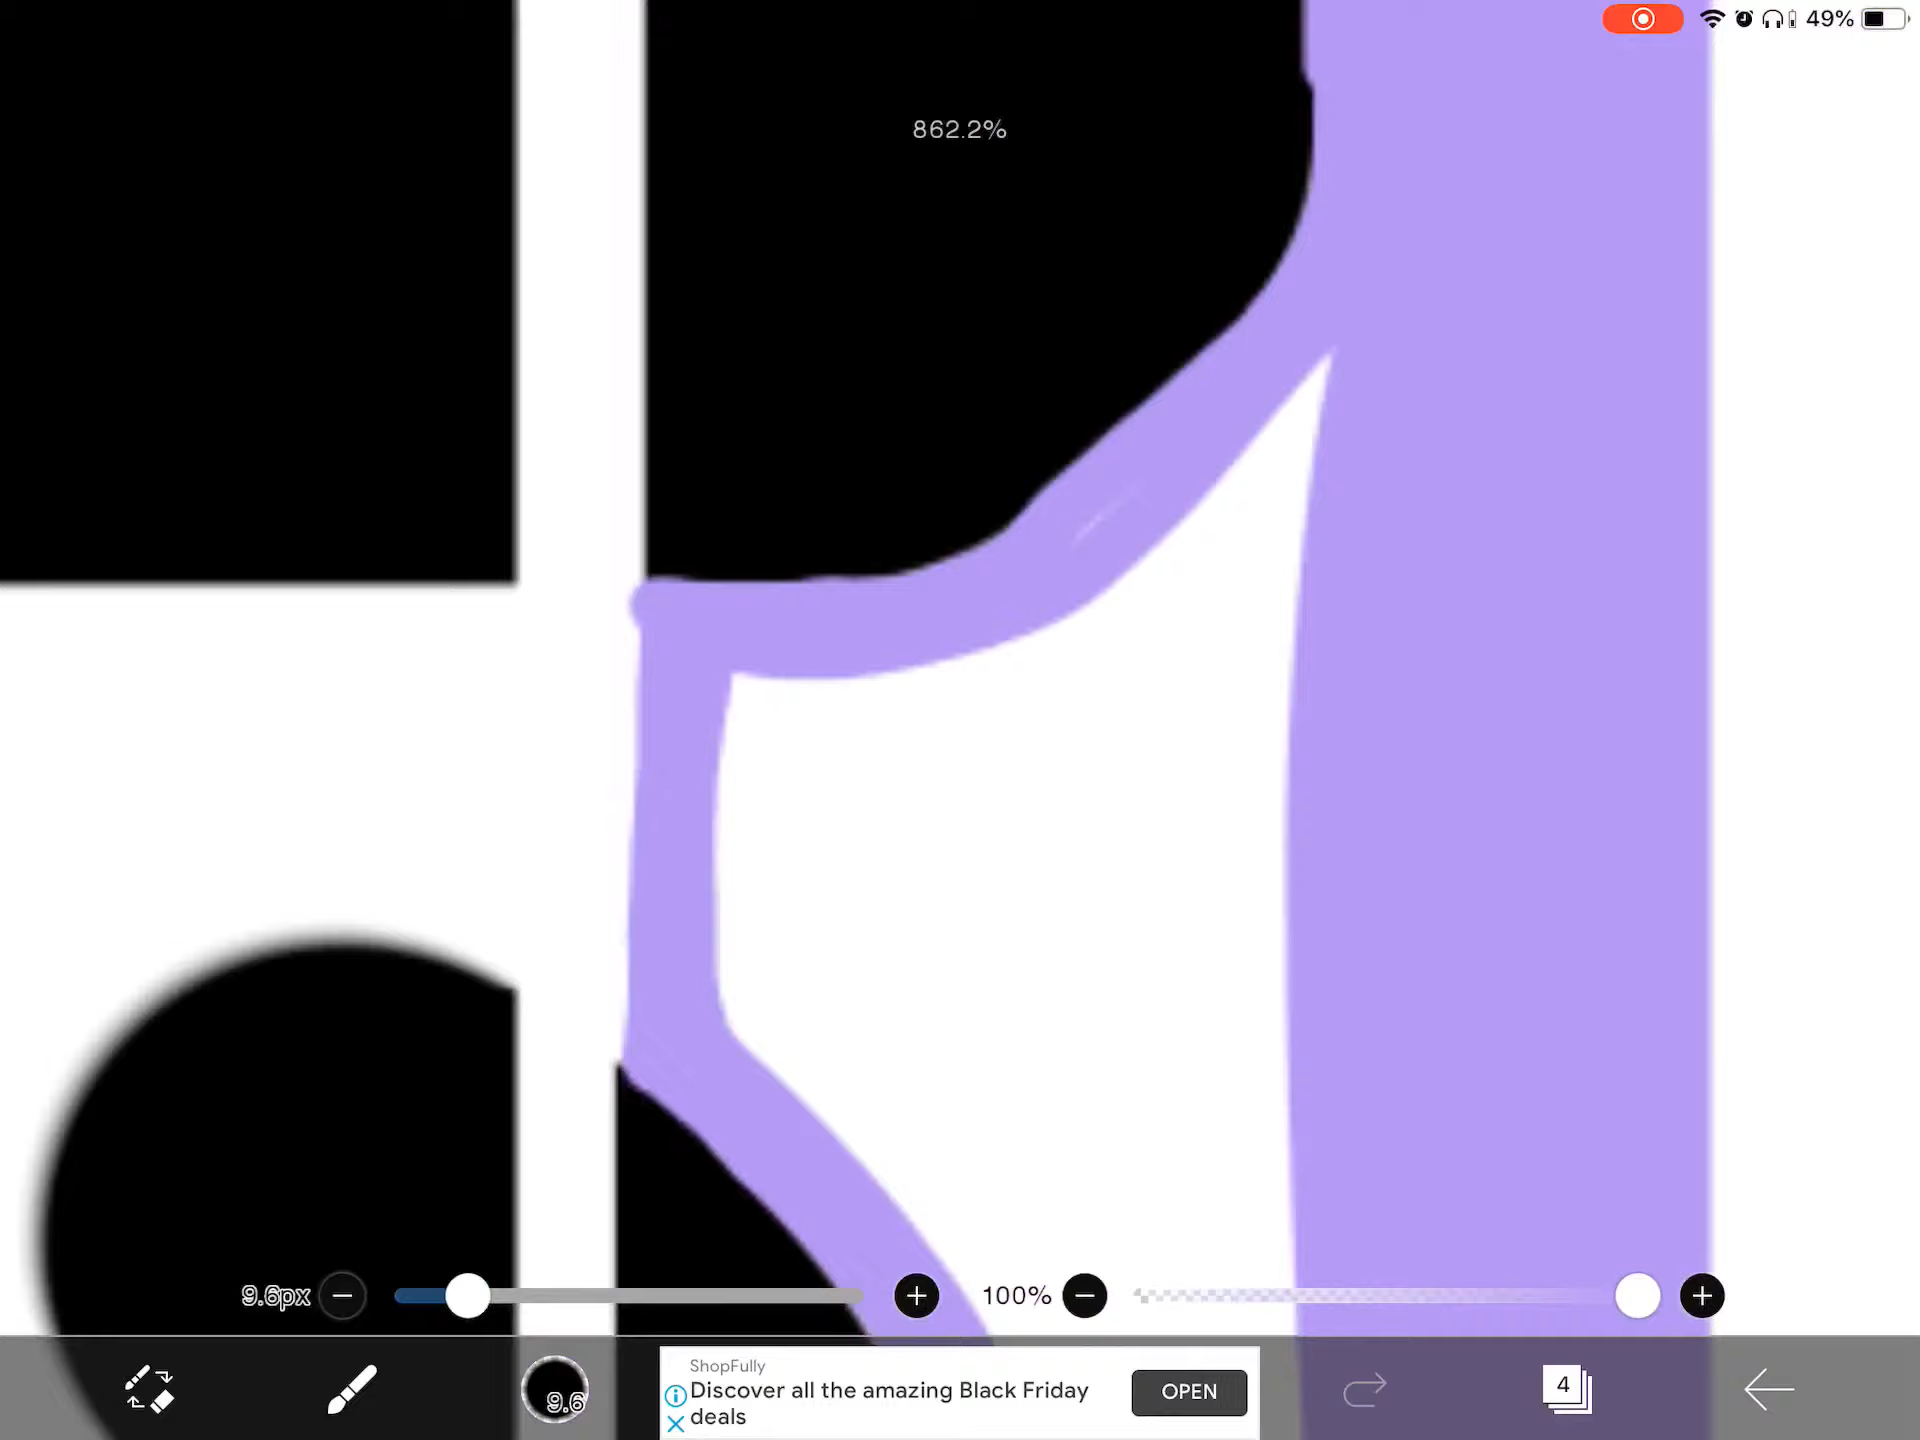 49%
862.2%
9.6px
100%
9.6
ShopFully
Discover all the amazing Black Friday
deals
OPEN
4